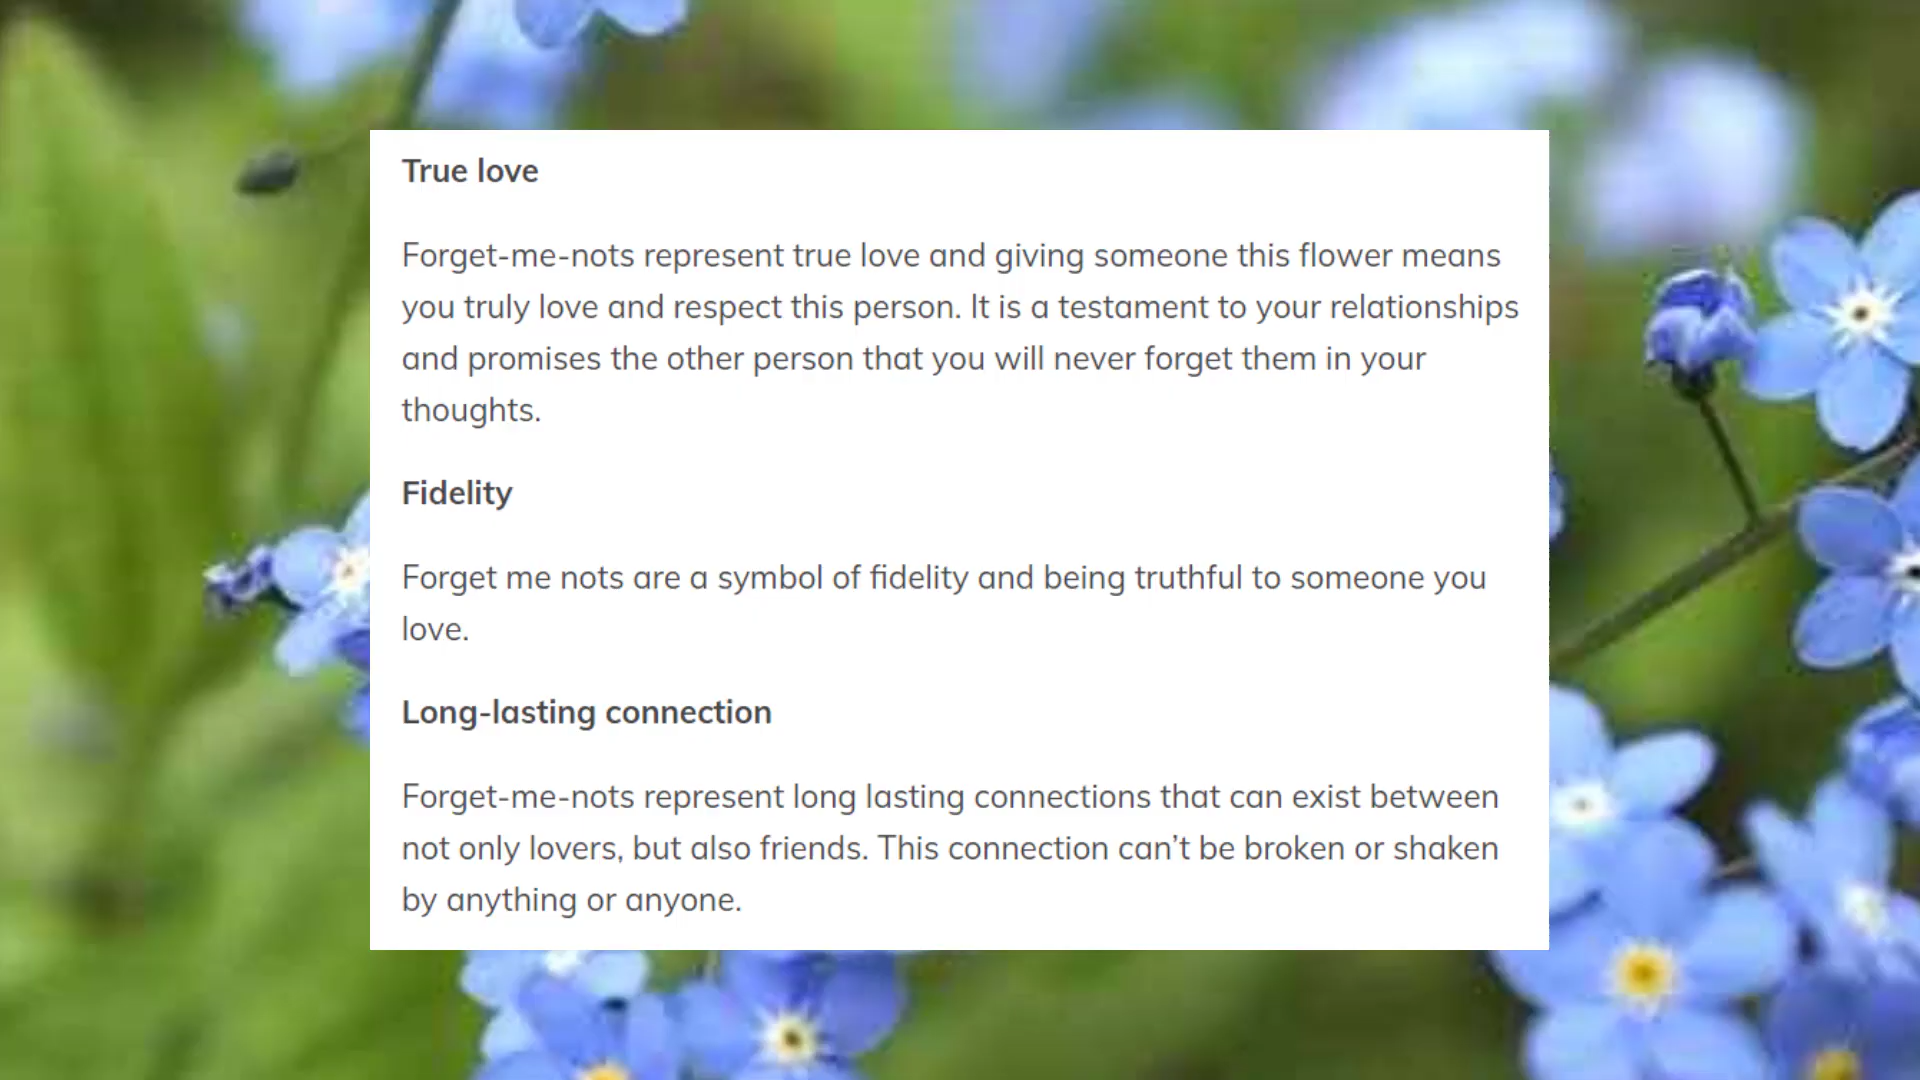 True love
Forget-me-nots represent true love and giving someone this flower means
you truly love and respect this person. It is a testament to your relationships
and promises the other person that you will never forget them in your
thoughts.
Fidelity
Forget me nots are a symbol of fidelity and being truthful to someone you
love.
Long-lasting connection
Forget-me-nots represent long lasting connections that can exist between
not only lovers, but also friends. This connection can’t be broken or shaken
by anything or anyone.